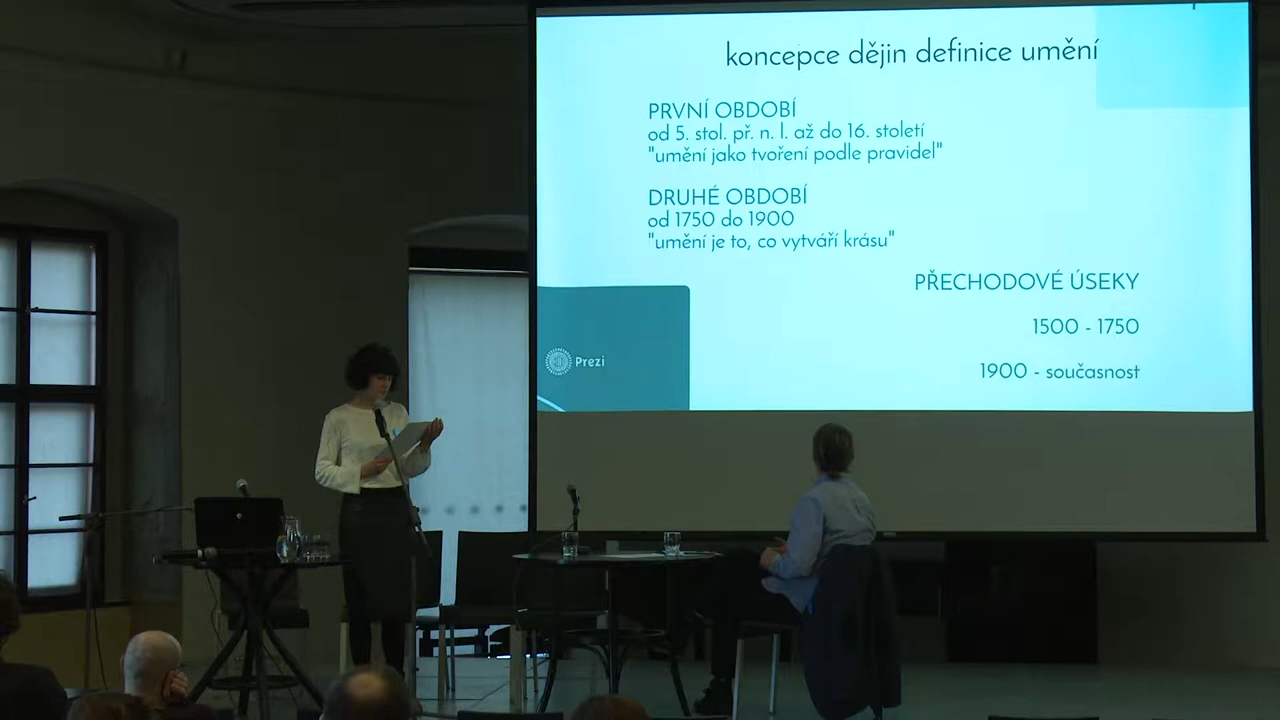 koncepce dějin definice umění
PRVNÍ OBDOBÍ
od 5. stol. př. n. l. až do 16. století
"umění jako tvoření podle pravidel"
DRUHÉ OBDOBÍ
od 1750 do 1900
"umění je to, co vytváří krásu"
PŘECHODOVÉ ÚSEKY
1500 - 1750
1900 - současnost
Prezi